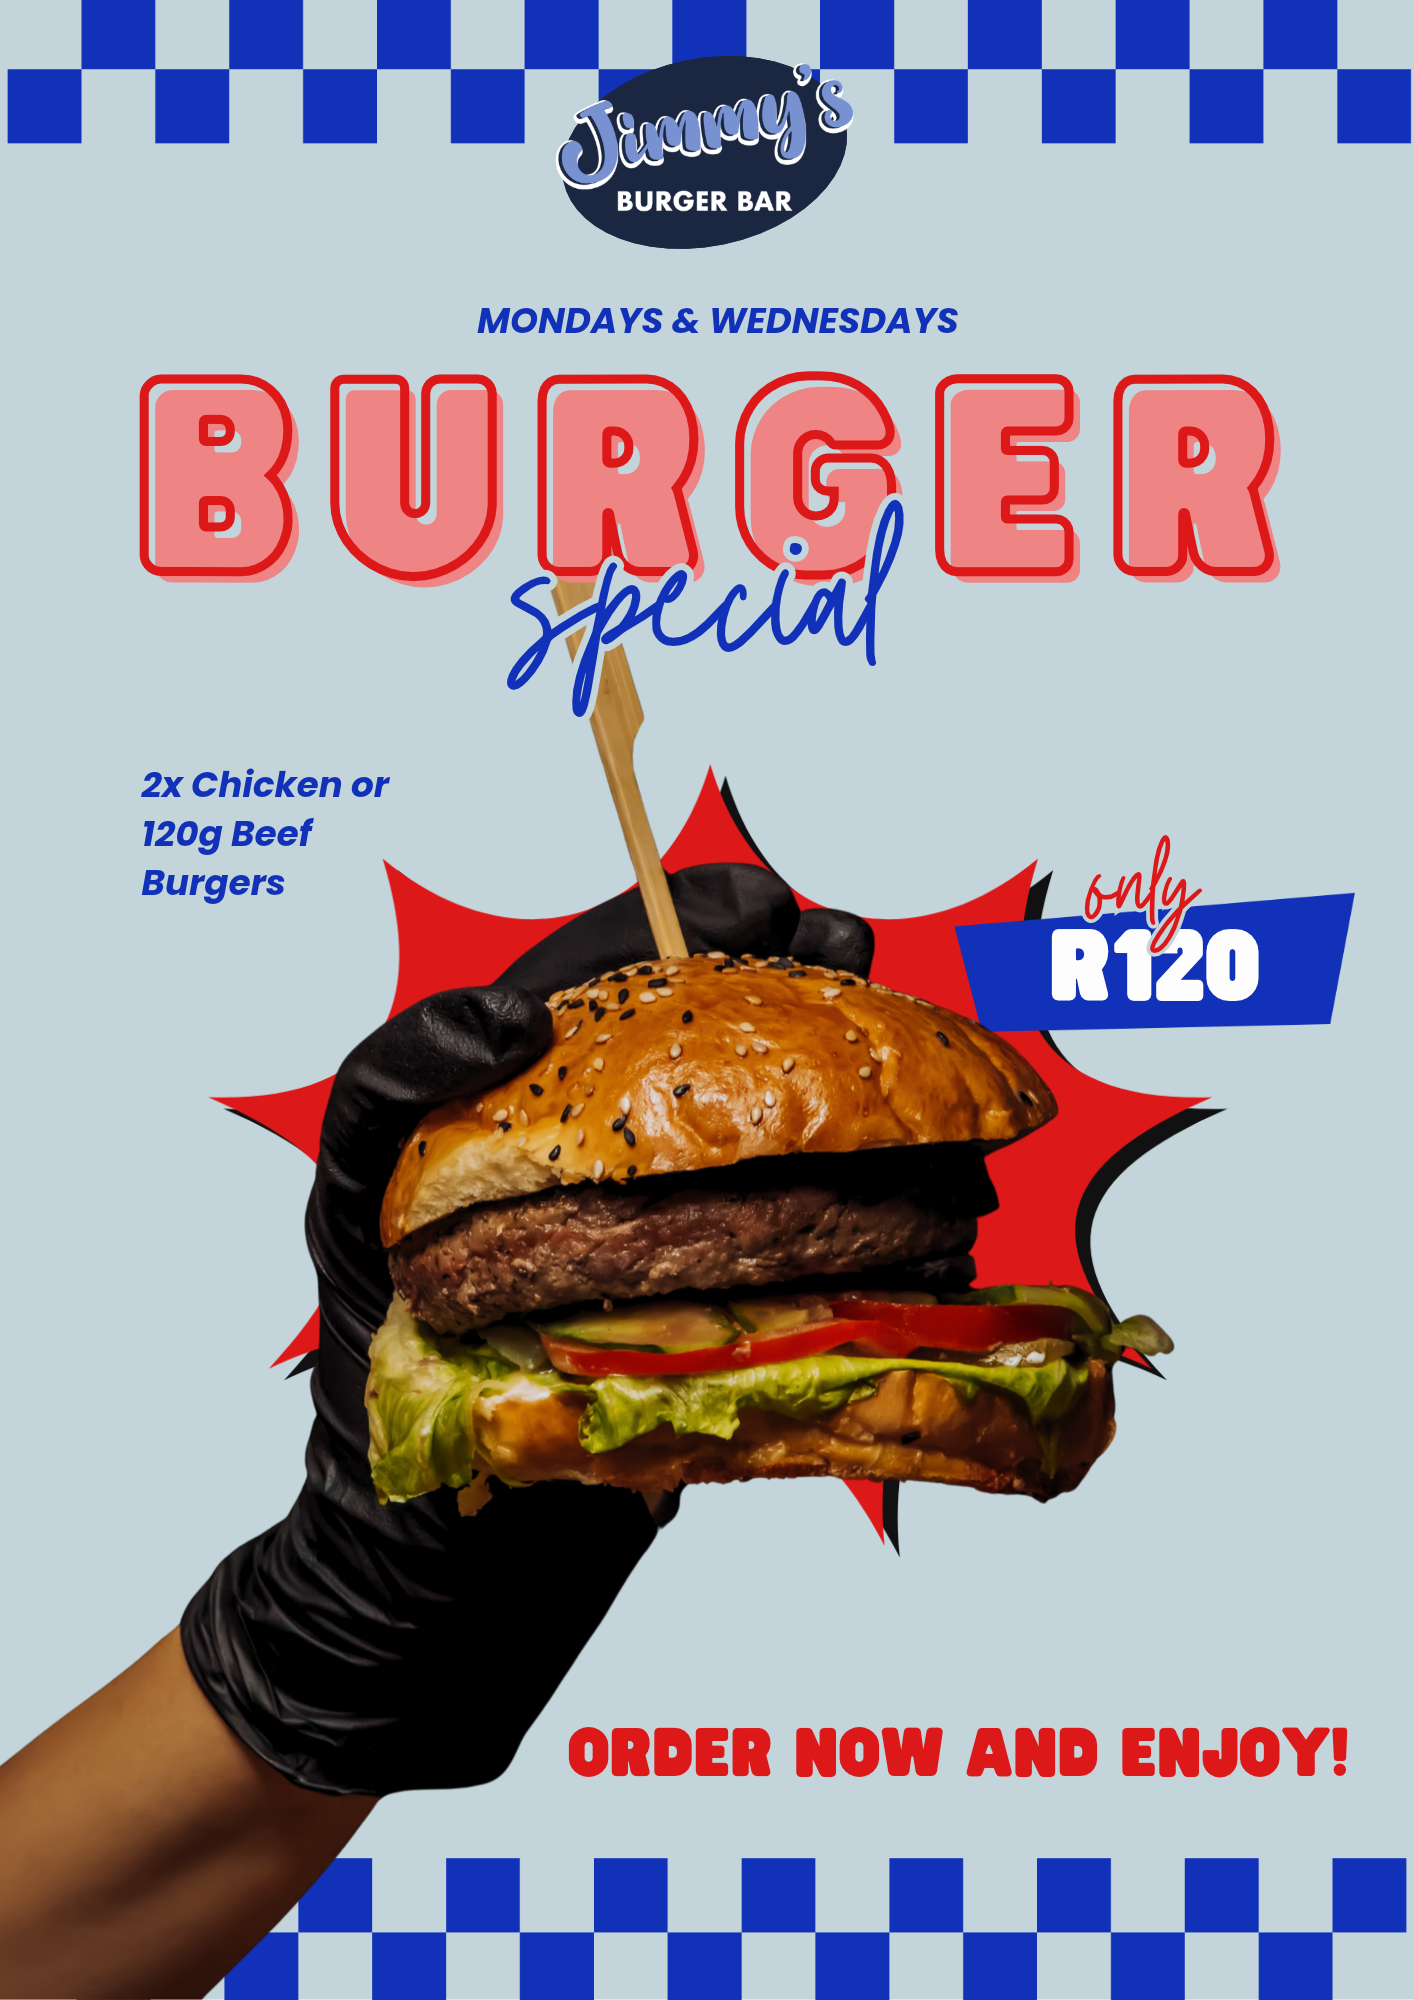 Jimmy's
BURGER BAR
MONDAYS & WEDNESDAYS
BURGER
special
2x Chicken or
120g Beef
Burgers
only
R120
ORDER NOW AND ENJOY!